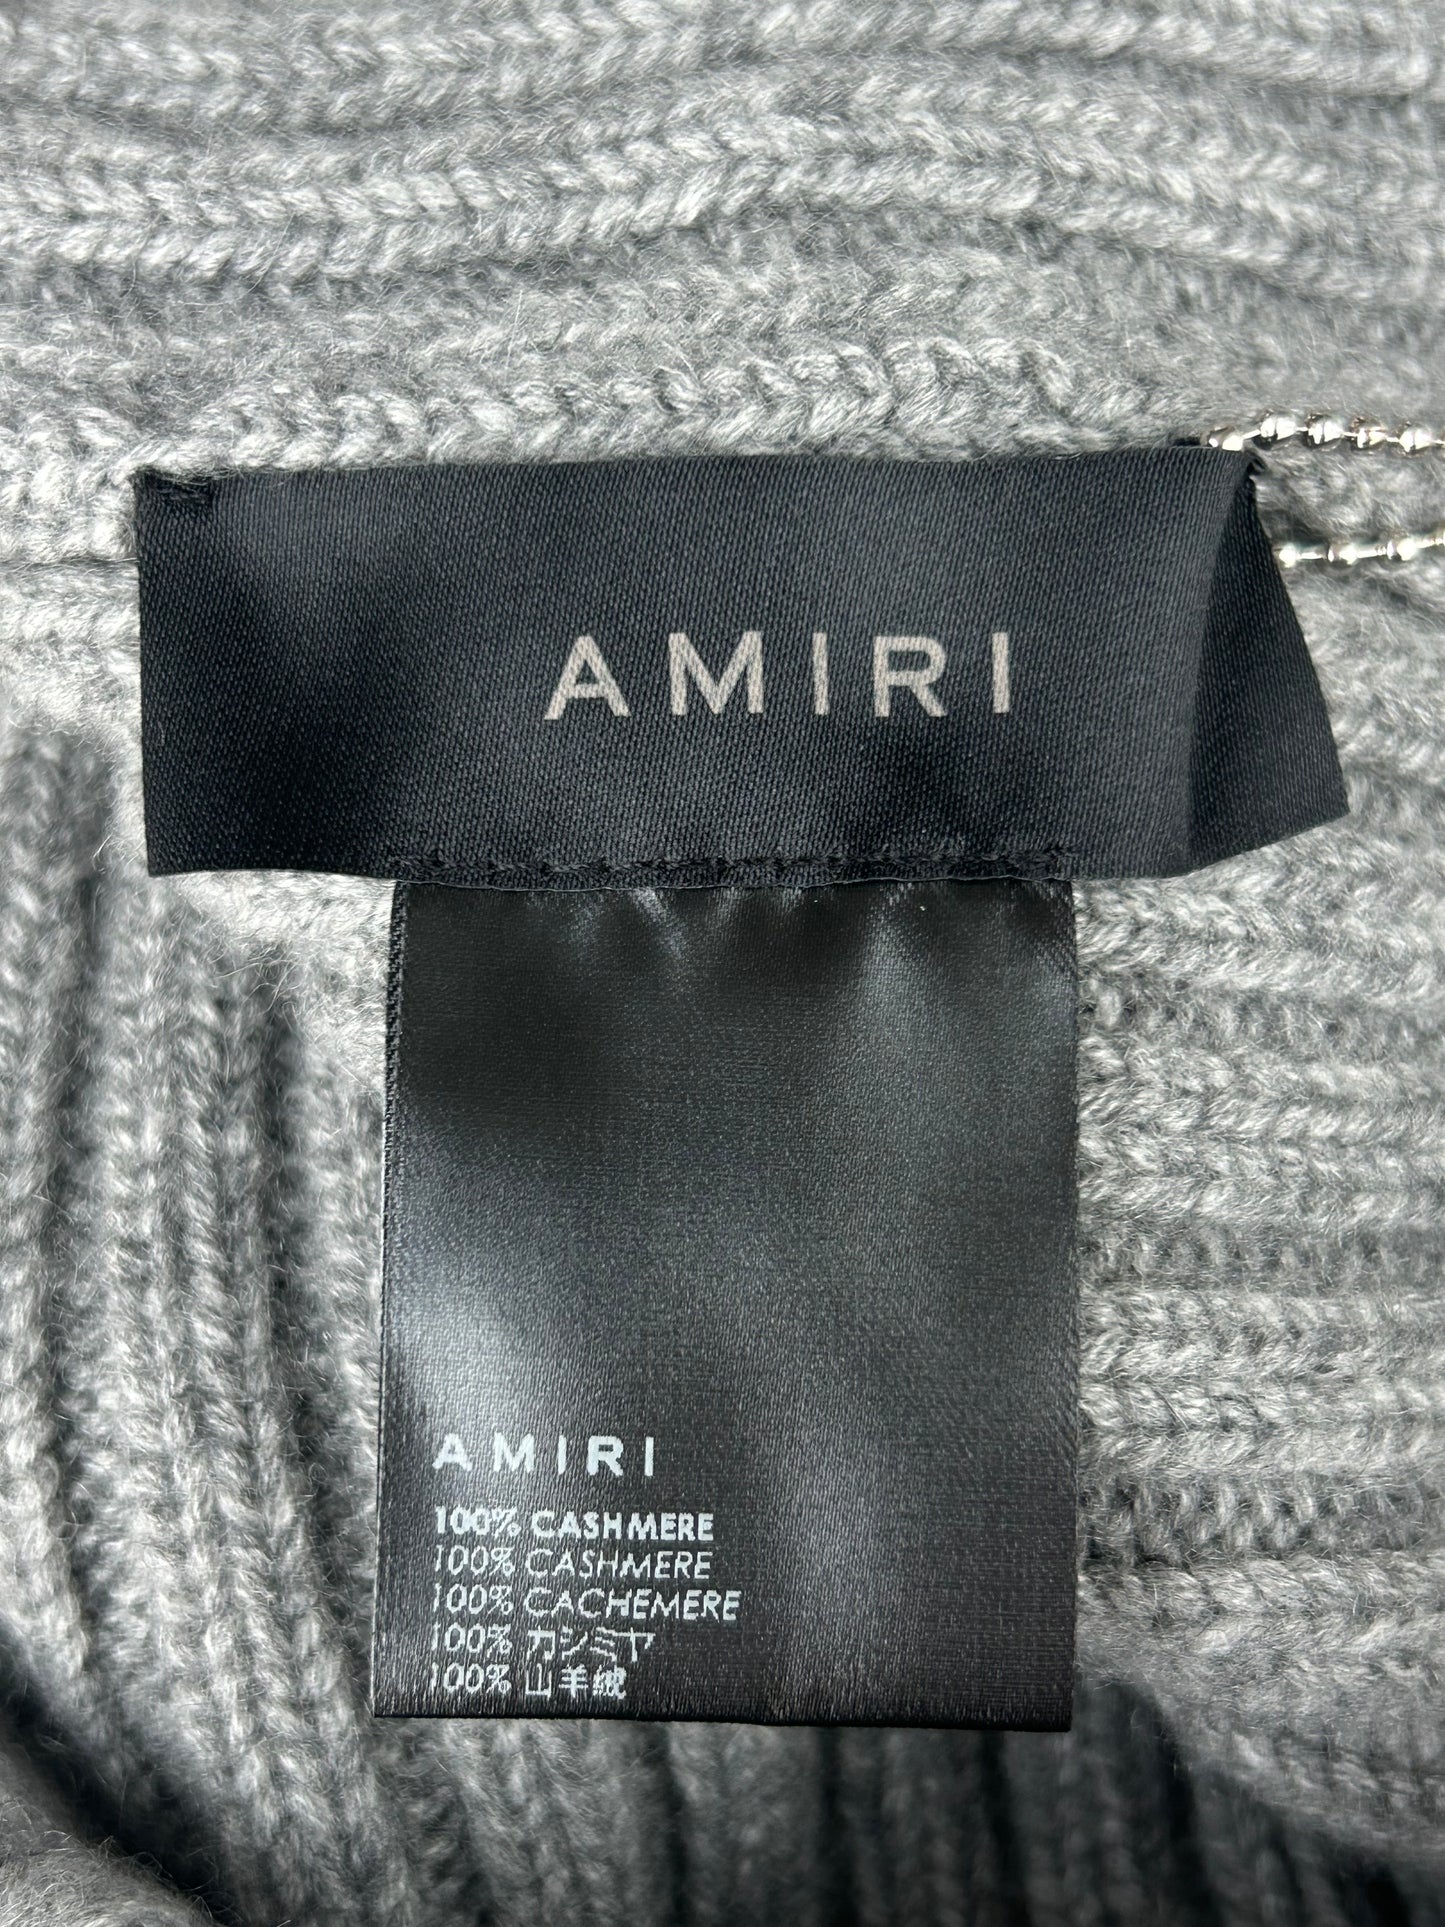 AMIRI
AMIRI
100% CASHMERE
100% CASHMERE
100% CACHEMERE
100% カシミヤ
100% 山羊绒